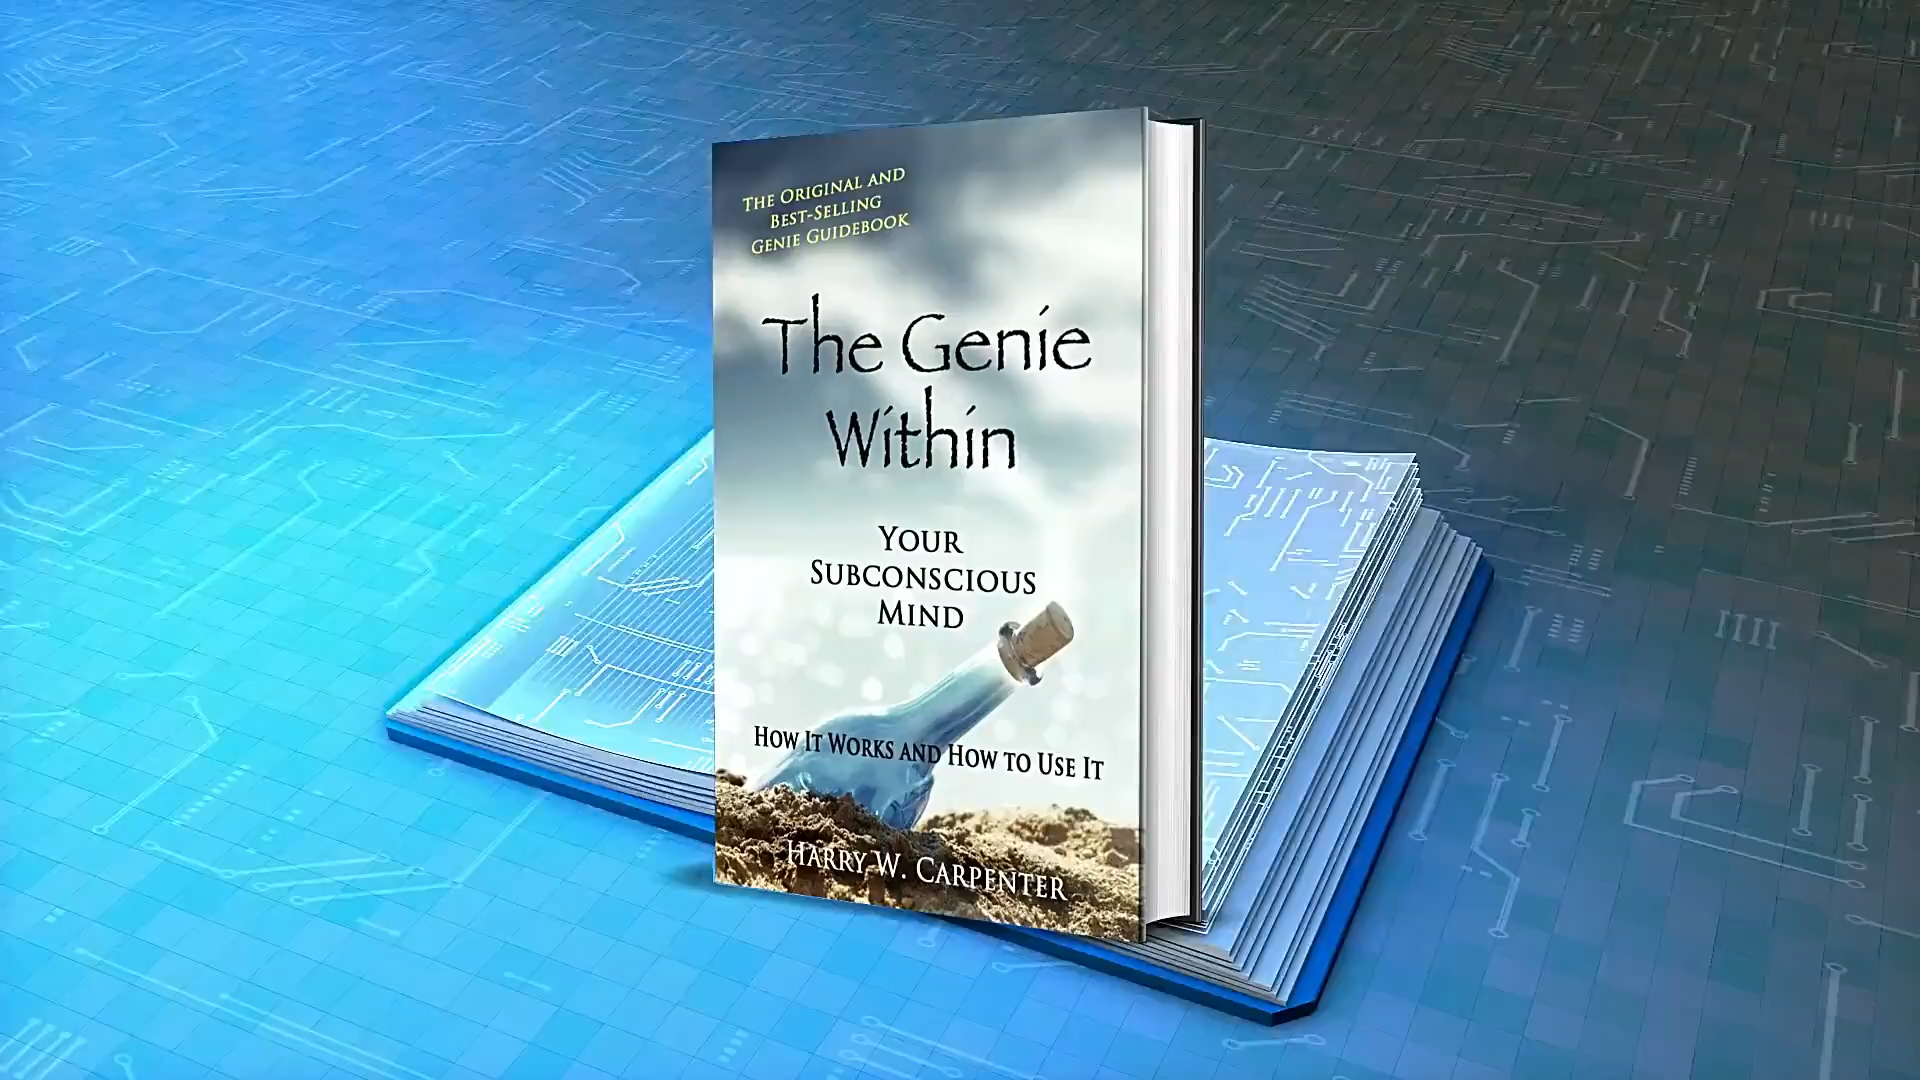 THE ORIGINAL AND
BEST-SELLING
GENIE GUIDEBOOK
The Genie
Within
YOUR
SUBCONSCIOUS
MIND
HOW IT WORKS AND HOW TO USE IT
HARRY W. CARPENTER